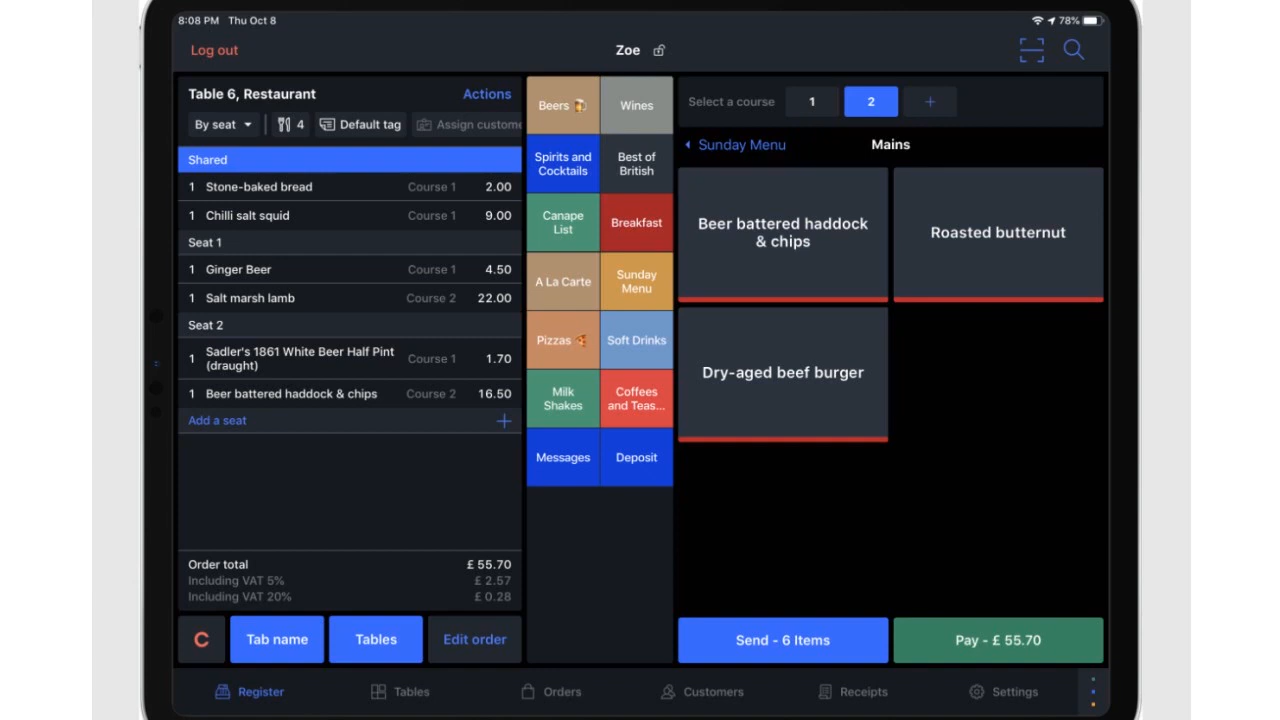 8:08 PM Thu Oct 8
78%
Log out
Zoe
Table 6, Restaurant
Actions
By seat
4
Default tag
Assign custome
Shared
1 Stone-baked bread Course 1 2.00
1 Chilli salt squid Course 1 9.00
Seat 1
1 Ginger Beer Course 1 4.50
1 Salt marsh lamb Course 2 22.00
Seat 2
1 Sadler's 1861 White Beer Half Pint
(draught) Course 1 1.70
1 Beer battered haddock & chips Course 2 16.50
Add a seat +
Order total £ 55.70
Including VAT 5% £ 2.57
Including VAT 20% £ 0.28
C
Tab name
Tables
Edit order
Beers
Wines
Spirits and
Cocktails
Best of
British
Canape
List
Breakfast
A La Carte
Sunday
Menu
Pizzas
Soft Drinks
Milk
Shakes
Coffees
and Teas...
Messages
Deposit
Select a course 1 2 +
Sunday Menu
Mains
Beer battered haddock
& chips
Roasted butternut
Dry-aged beef burger
Send - 6 Items
Pay - £ 55.70
Register
Tables
Orders
Customers
Receipts
Settings